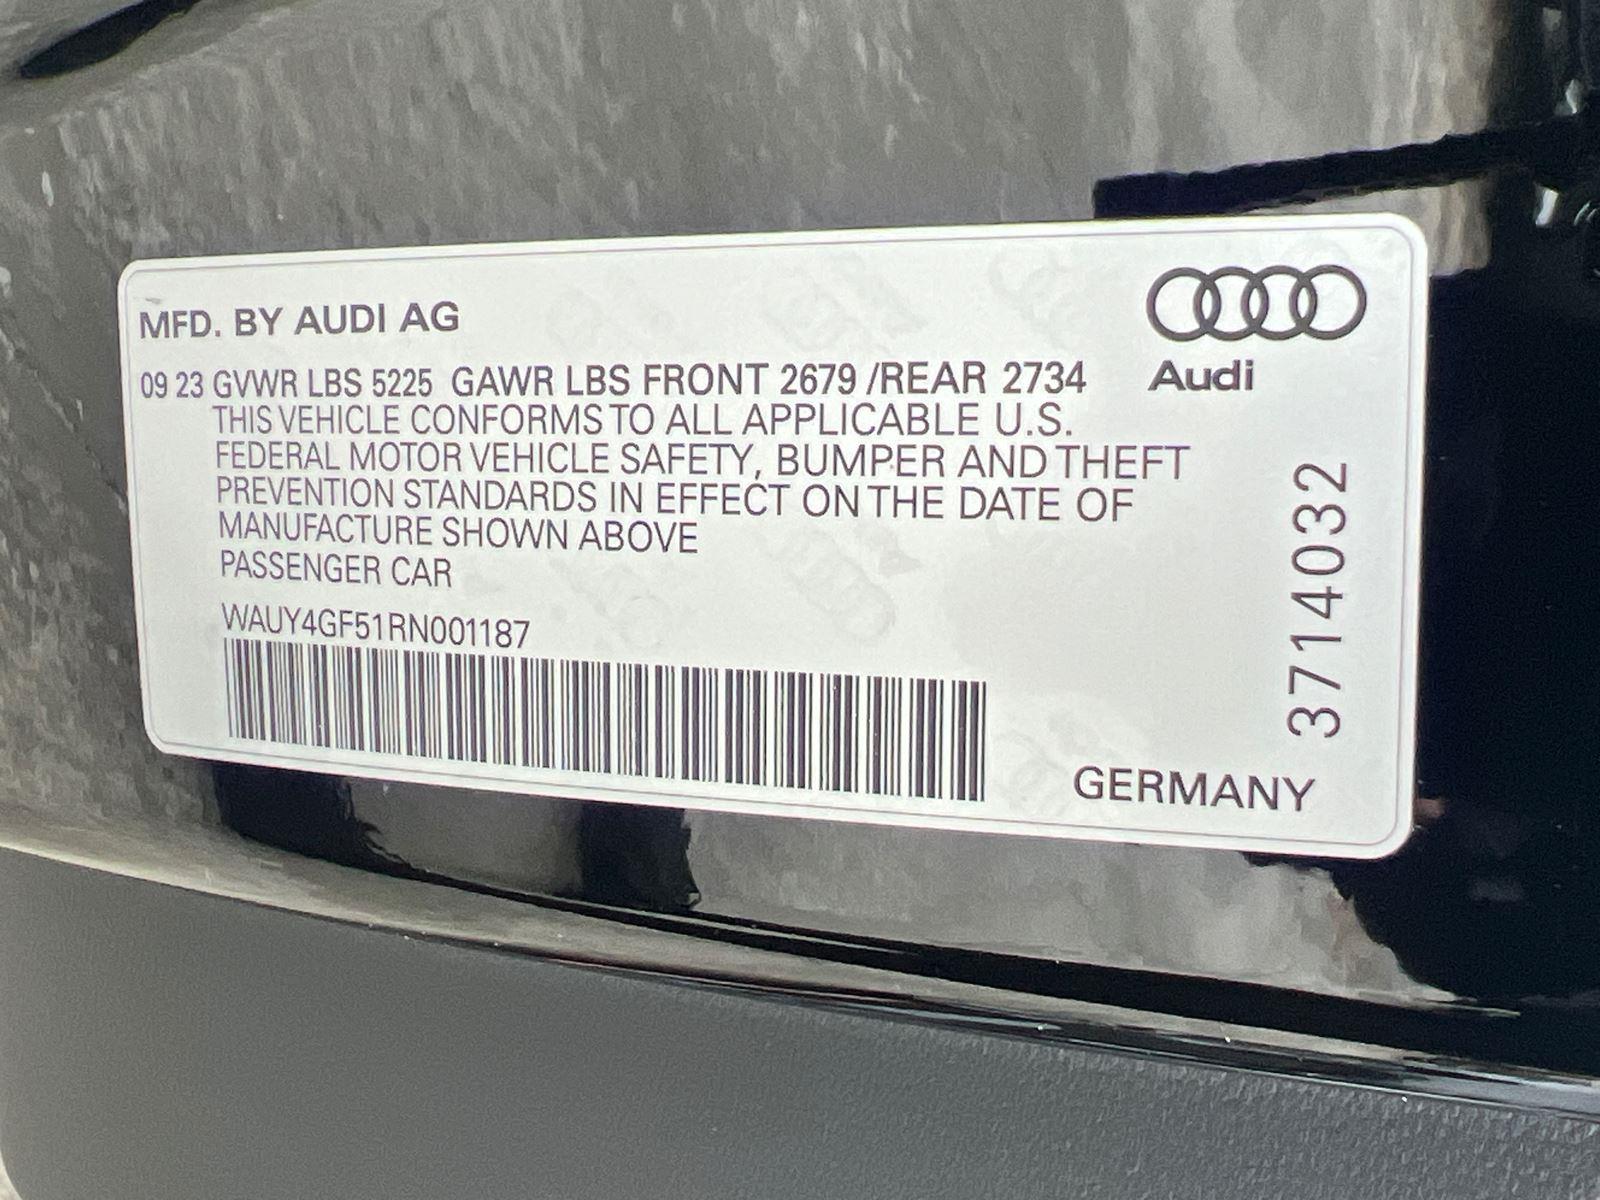 MFD. BY AUDI AG
Audi
09 23 GVWR LBS 5225 GAWR LBS FRONT 2679 /REAR 2734
THIS VEHICLE CONFORMS TO ALL APPLICABLE U.S.
FEDERAL MOTOR VEHICLE SAFETY, BUMPER AND THEFT
PREVENTION STANDARDS IN EFFECT ON THE DATE OF
MANUFACTURE SHOWN ABOVE
PASSENGER CAR
WAUY4GF51RN001187
3714032
GERMANY